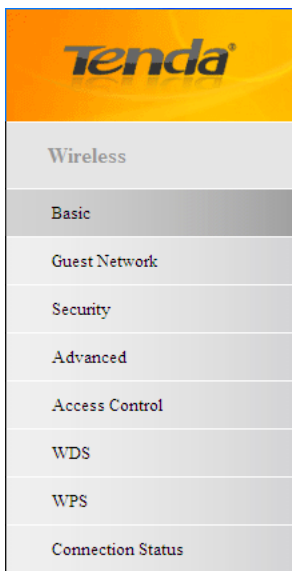 Tenda®
Wireless
Basic
Guest Network
Security
Advanced
Access Control
WDS
WPS
Connection Status